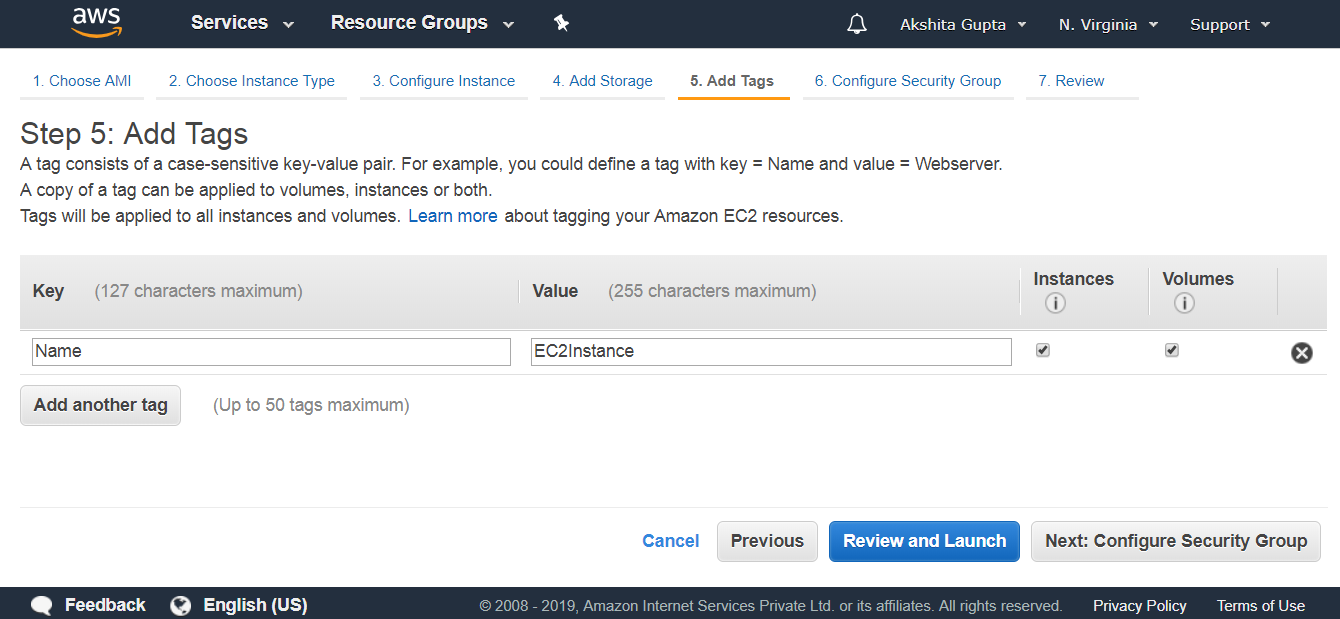 aws Services Resource Groups Akshita Gupta N. Virginia Support
1. Choose AMI 2. Choose Instance Type 3. Configure Instance 4. Add Storage 5. Add Tags 6. Configure Security Group 7. Review
Step 5: Add Tags
A tag consists of a case-sensitive key-value pair. For example, you could define a tag with key = Name and value = Webserver.
A copy of a tag can be applied to volumes, instances or both.
Tags will be applied to all instances and volumes. Learn more about tagging your Amazon EC2 resources.
Key (127 characters maximum) Value (255 characters maximum) Instances Volumes
Name EC2Instance
Add another tag (Up to 50 tags maximum)
Cancel Previous Review and Launch Next: Configure Security Group
Feedback English (US) © 2008 - 2019, Amazon Internet Services Private Ltd. or its affiliates. All rights reserved. Privacy Policy Terms of Use